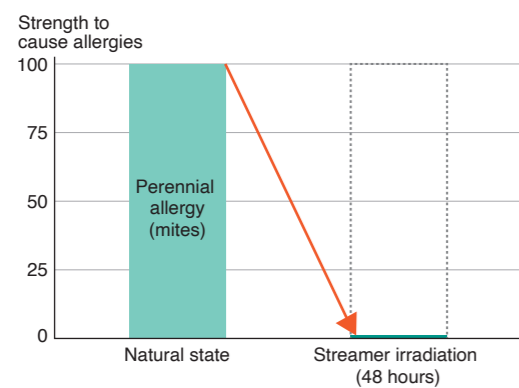 Strength to
cause allergies
100
75
50
25
0
Perennial
allergy
(mites)
Natural state
Streamer irradiation
(48 hours)